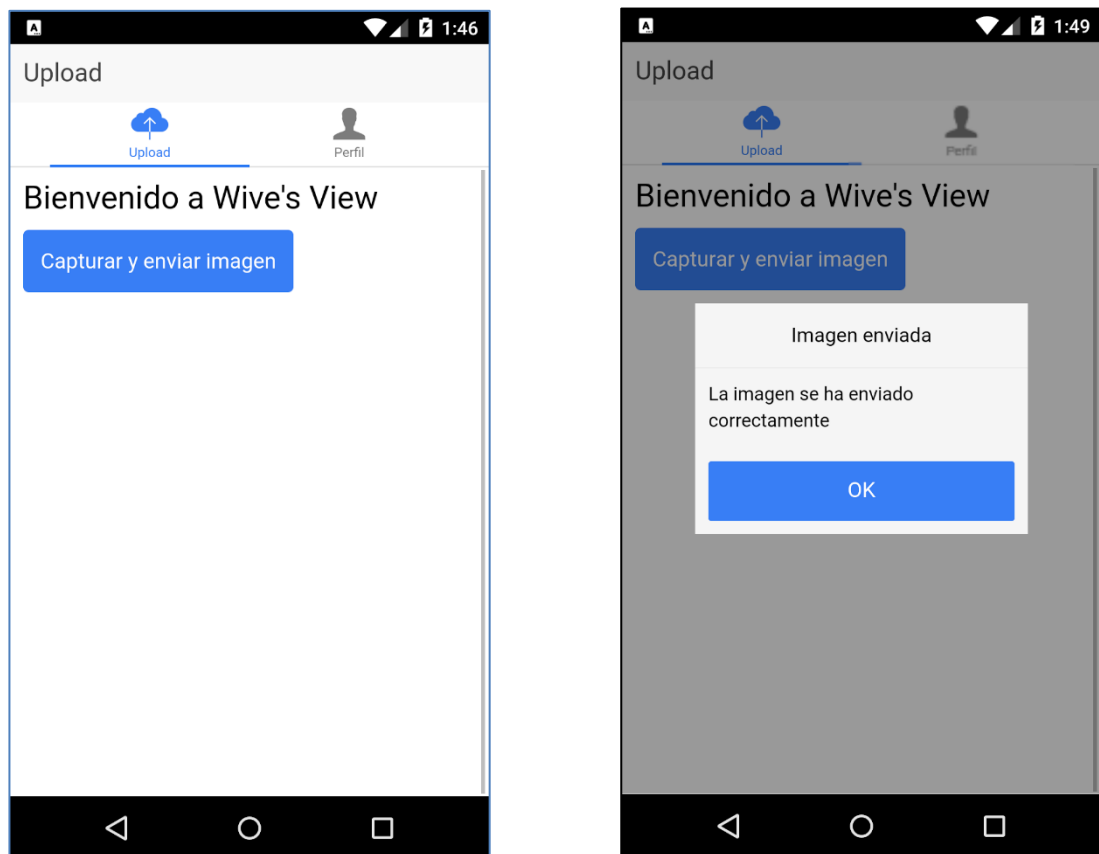 1:46
Upload
Upload Perfil
Bienvenido a Wive's View
Capturar y enviar imagen
1:49
Upload
Upload Perfil
Bienvenido a Wive's View
Capturar y enviar imagen
Imagen enviada
La imagen se ha enviado
correctamente
OK